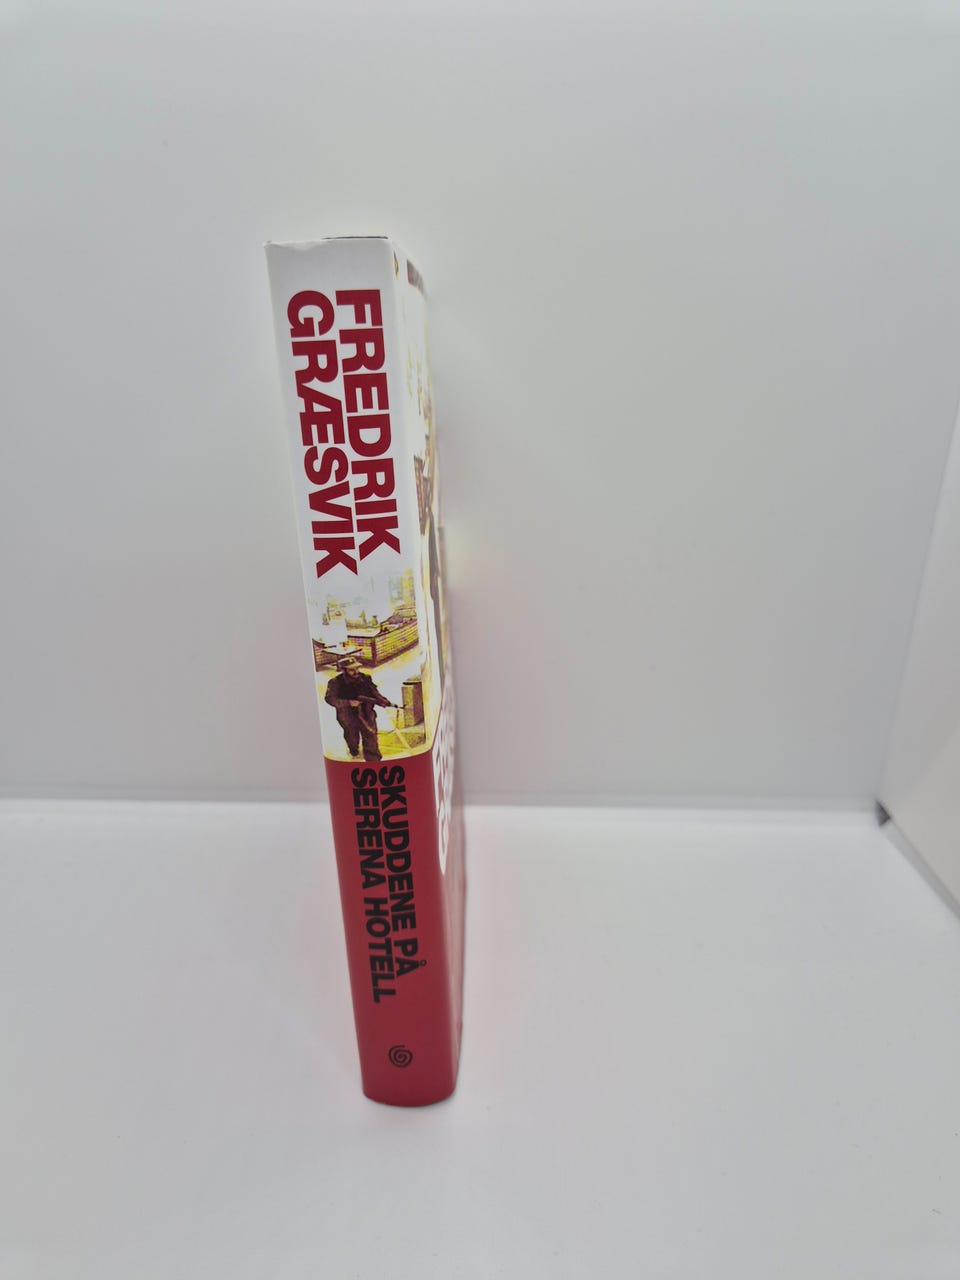 FREDRIK
GRÆSVIK
SKUDDENE PÅ
SERENA HOTELL